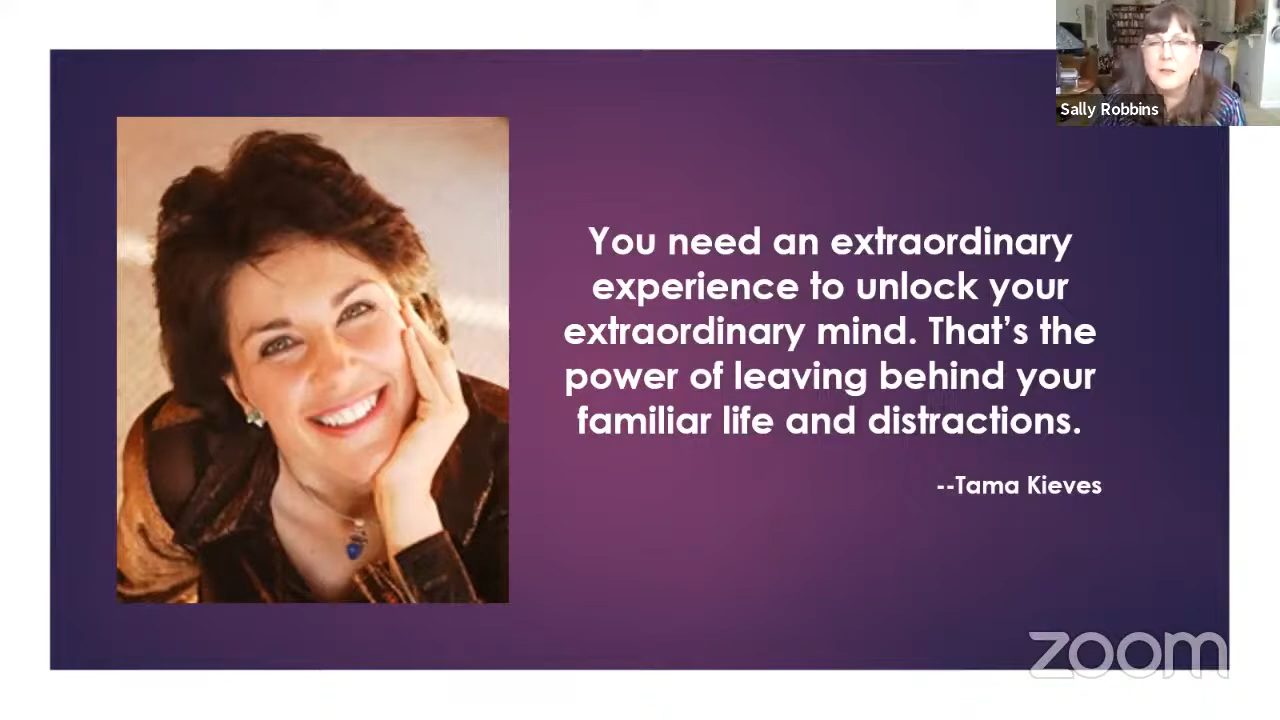 Sally Robbins
You need an extraordinary
experience to unlock your
extraordinary mind. That’s the
power of leaving behind your
familiar life and distractions.
--Tama Kieves
zoom